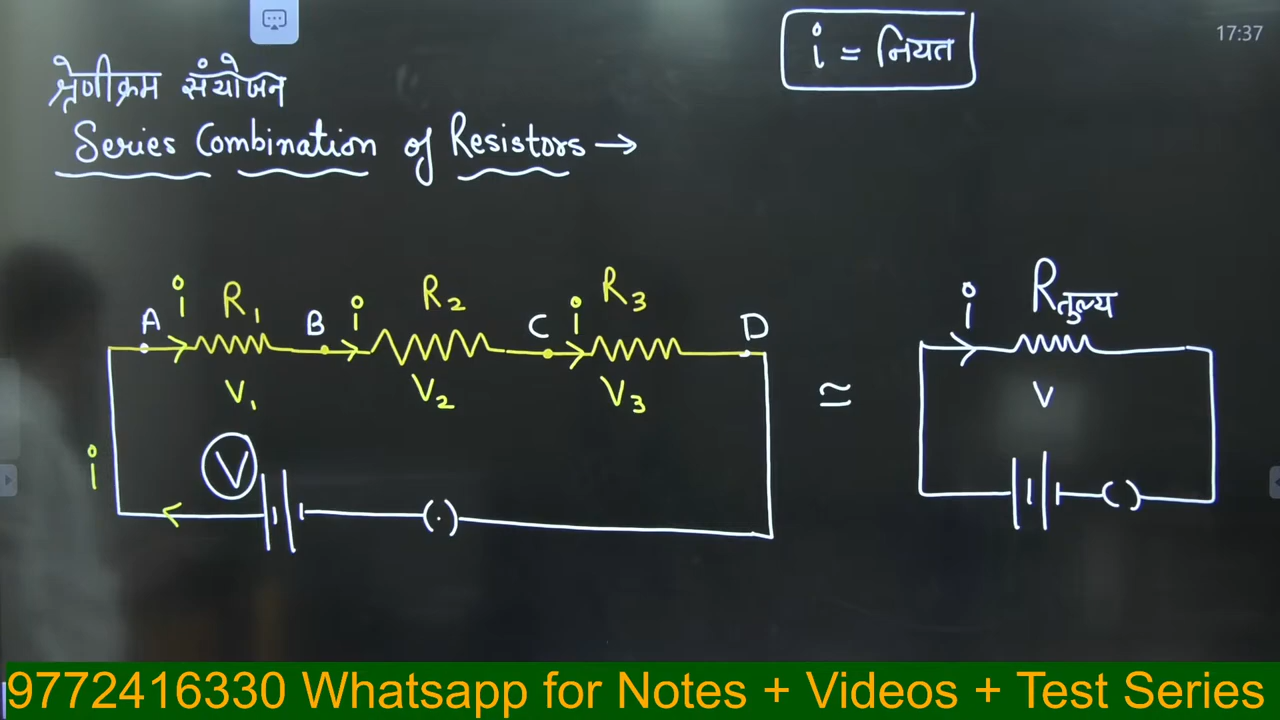 i = नियत
17:37
श्रेणीक्रम संयोजन
Series Combination of Resistors →
i R₁ i R₂ i R₃
A B C D
V₁ V₂ V₃
V
i
≃
i Rतुल्य
V
9772416330 Whatsapp for Notes + Videos + Test Series